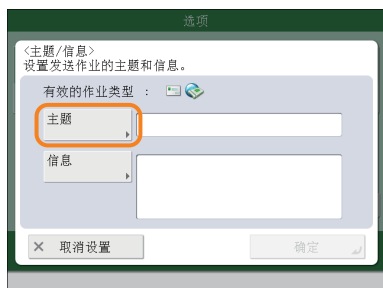 选项
<主题/信息>
设置发送作业的主题和信息。
有效的作业类型 :
主题
信息
× 取消设置
确定